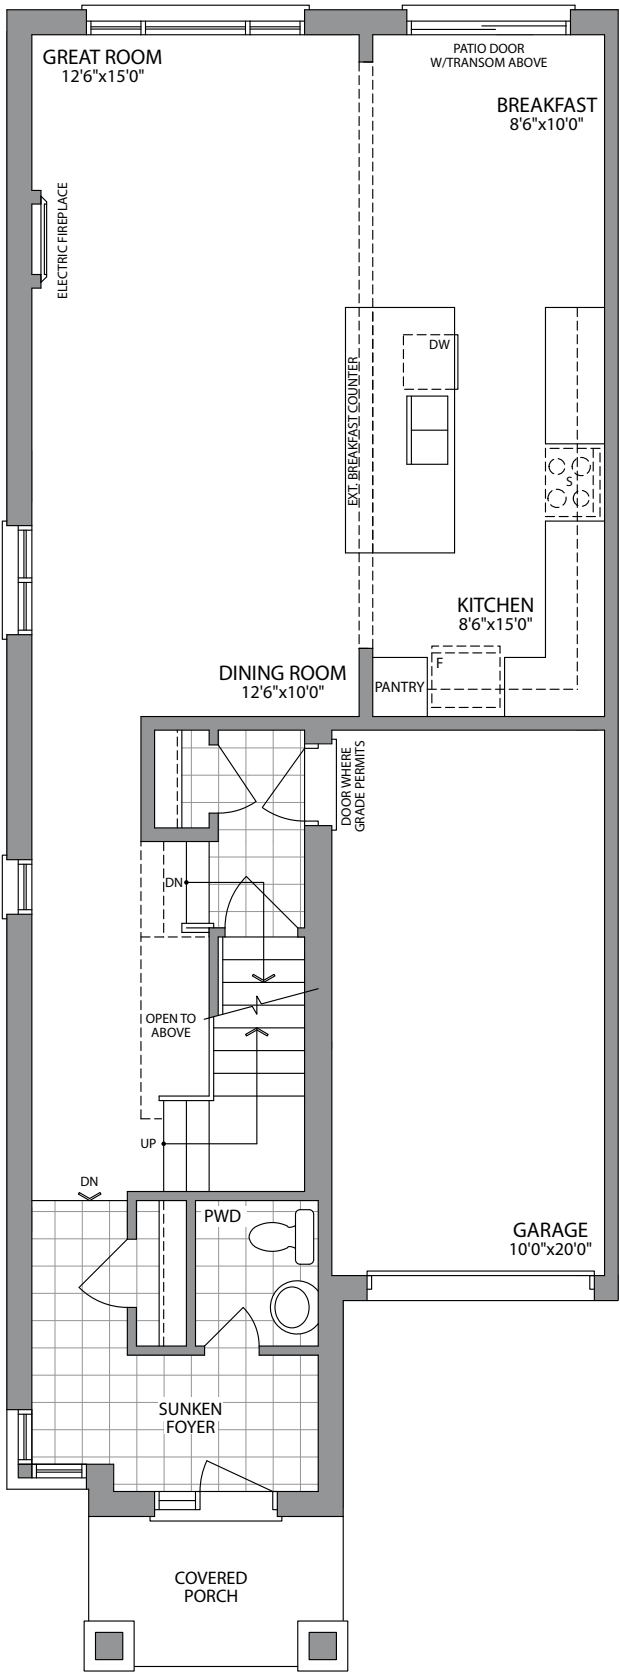 GREAT ROOM
12'6"x15'0"
PATIO DOOR
W/TRANSOM ABOVE
BREAKFAST
8'6"x10'0"
ELECTRIC FIREPLACE
DW
EXT. BREAKFAST COUNTER
S
KITCHEN
8'6"x15'0"
F
PANTRY
DINING ROOM
12'6"x10'0"
DOOR WHERE
GRADE PERMITS
DN
OPEN TO
ABOVE
UP
DN
PWD
GARAGE
10'0"x20'0"
SUNKEN
FOYER
COVERED
PORCH